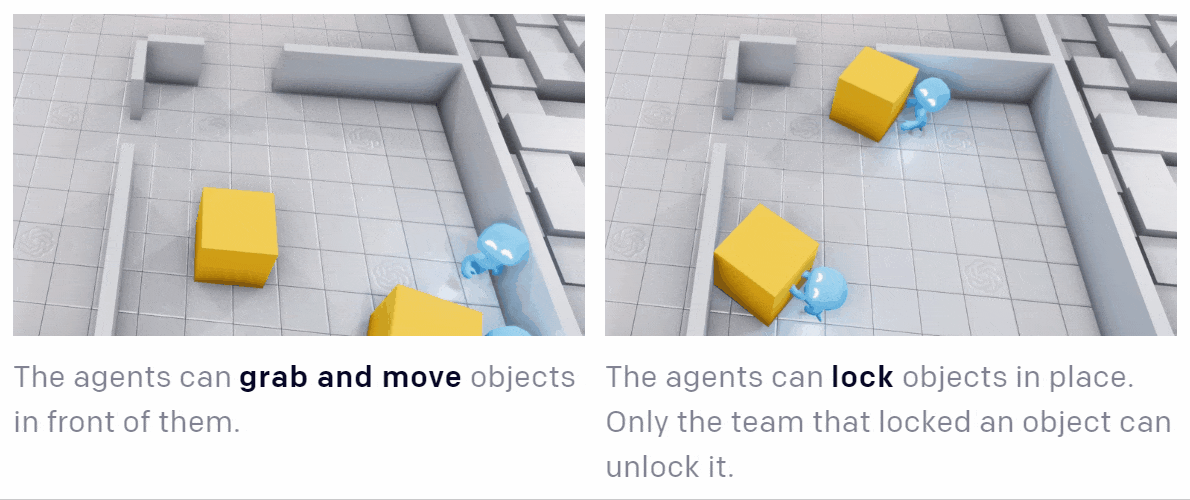 The agents can grab and move objects
in front of them.
The agents can lock objects in place.
Only the team that locked an object can
unlock it.